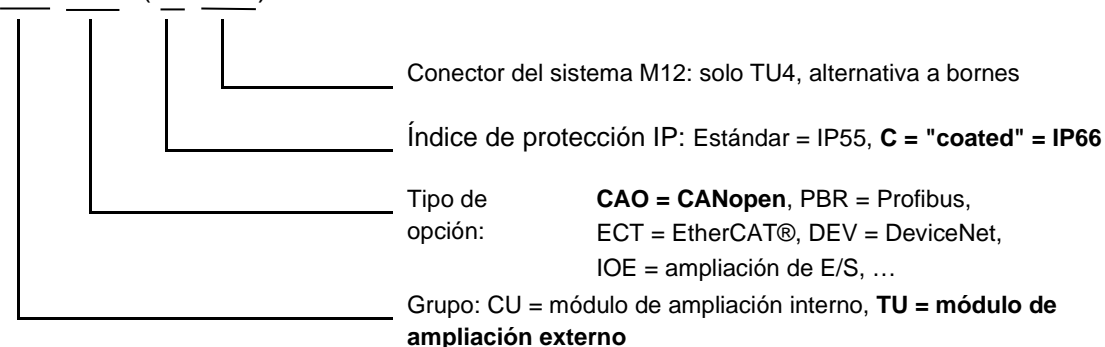 Conector del sistema M12: solo TU4, alternativa a bornes
Índice de protección IP: Estándar = IP55, C = "coated" = IP66
Tipo de opción:
CAO = CANopen, PBR = Profibus,
ECT = EtherCAT®, DEV = DeviceNet,
IOE = ampliación de E/S, …
Grupo: CU = módulo de ampliación interno, TU = módulo de
ampliación externo